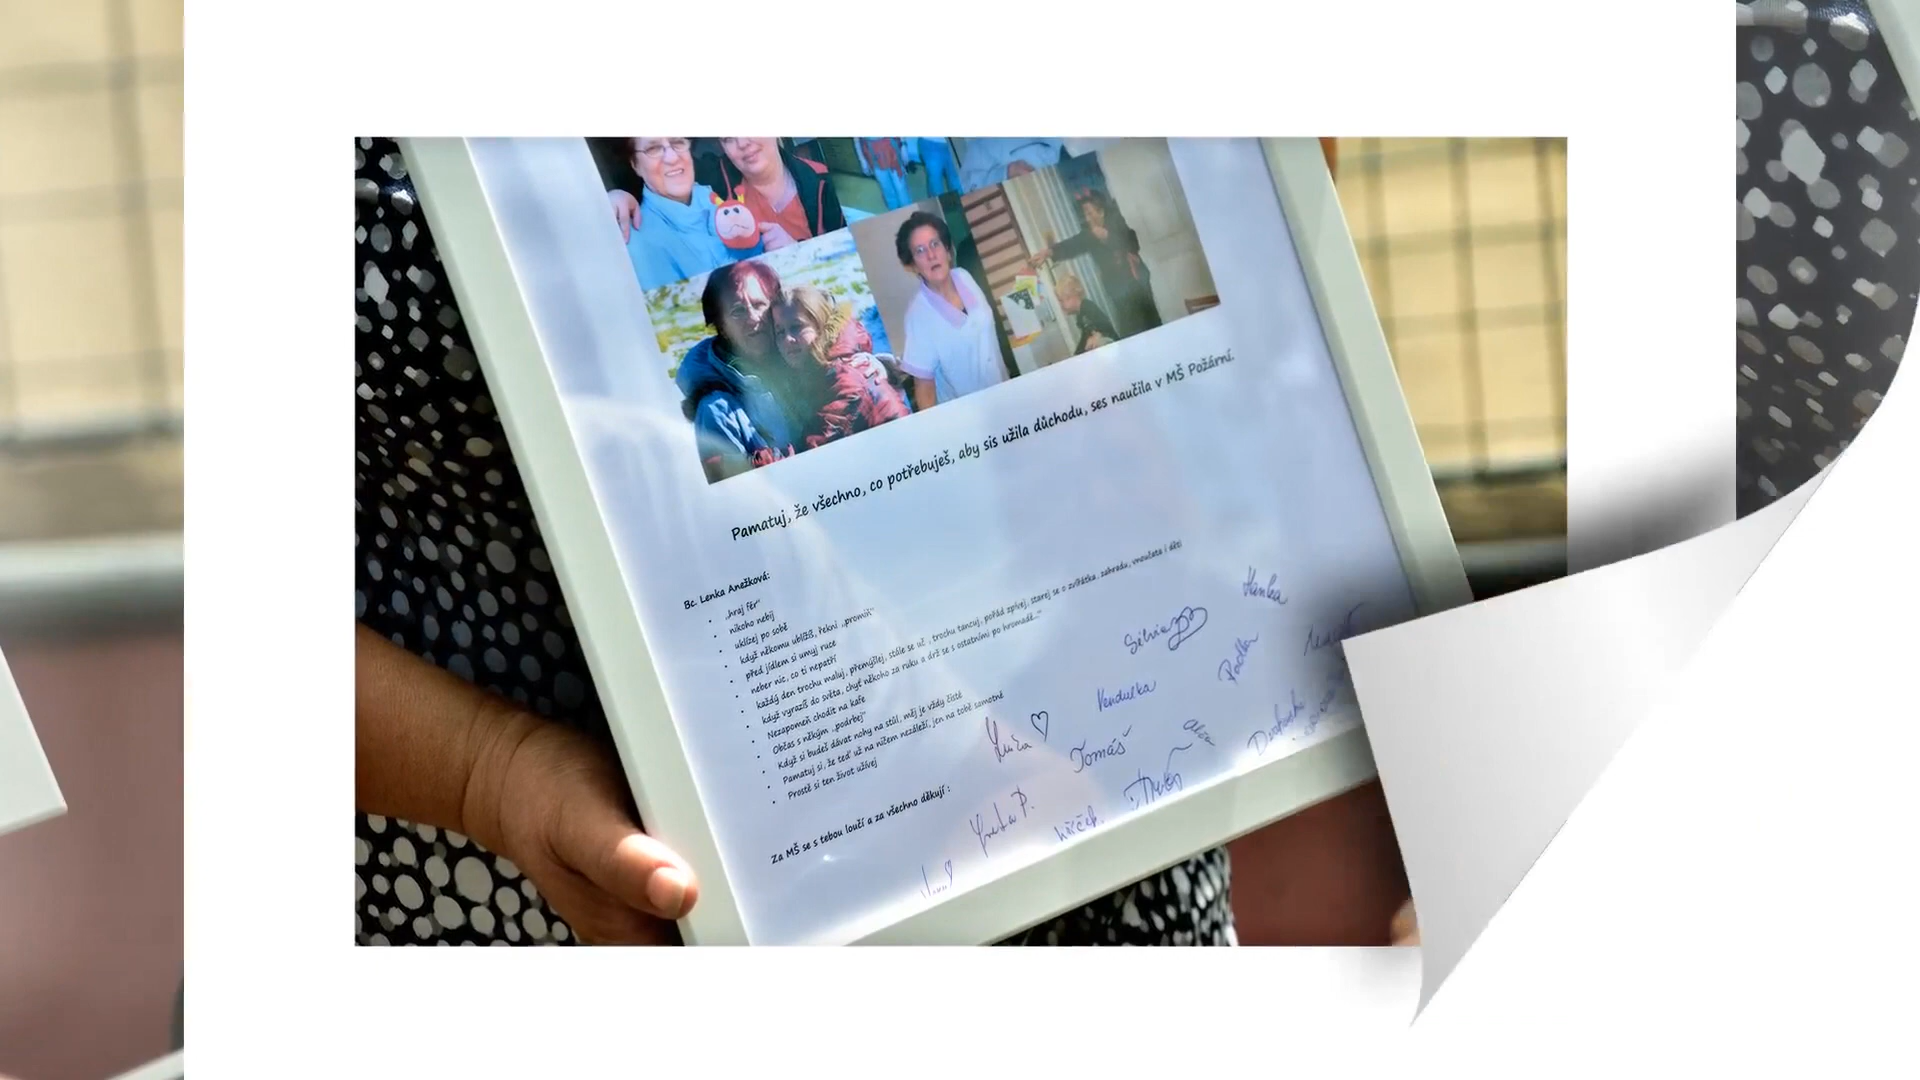 Pamatuj, že všechno, co potřebuješ, aby sis užila důchodu, ses naučila v MŠ Požární.
Bc. Lenka Anežková:
• „hraj fér“
• nikoho nebij
• uklízej po sobě
• když někomu ublížíš, řekni „promiň“
• před jídlem si umyj ruce
• neber nic, co ti nepatří
• každý den trochu maluj, přemýšlej, stále se uč , trochu tancuj, pořád zpívej, starej se o zvířátka, zahradu, vnoučata i děti
• když vyrazíš do světa, chyť někoho za ruku a drž se s ostatními po hromadě...“
• Nezapomeň chodit na kafe
• Občas s někým „podrbej“
• Když si budeš dávat nohy na stůl, měj je vždy čisté
• Pamatuj si, že teď už na ničem nezáleží, jen na tobě samotné
• Prostě si ten život užívej
Za MŠ se s tebou loučí a za všechno děkují :
Hanka
Silvie
Radka
Vendulka
Tomáš